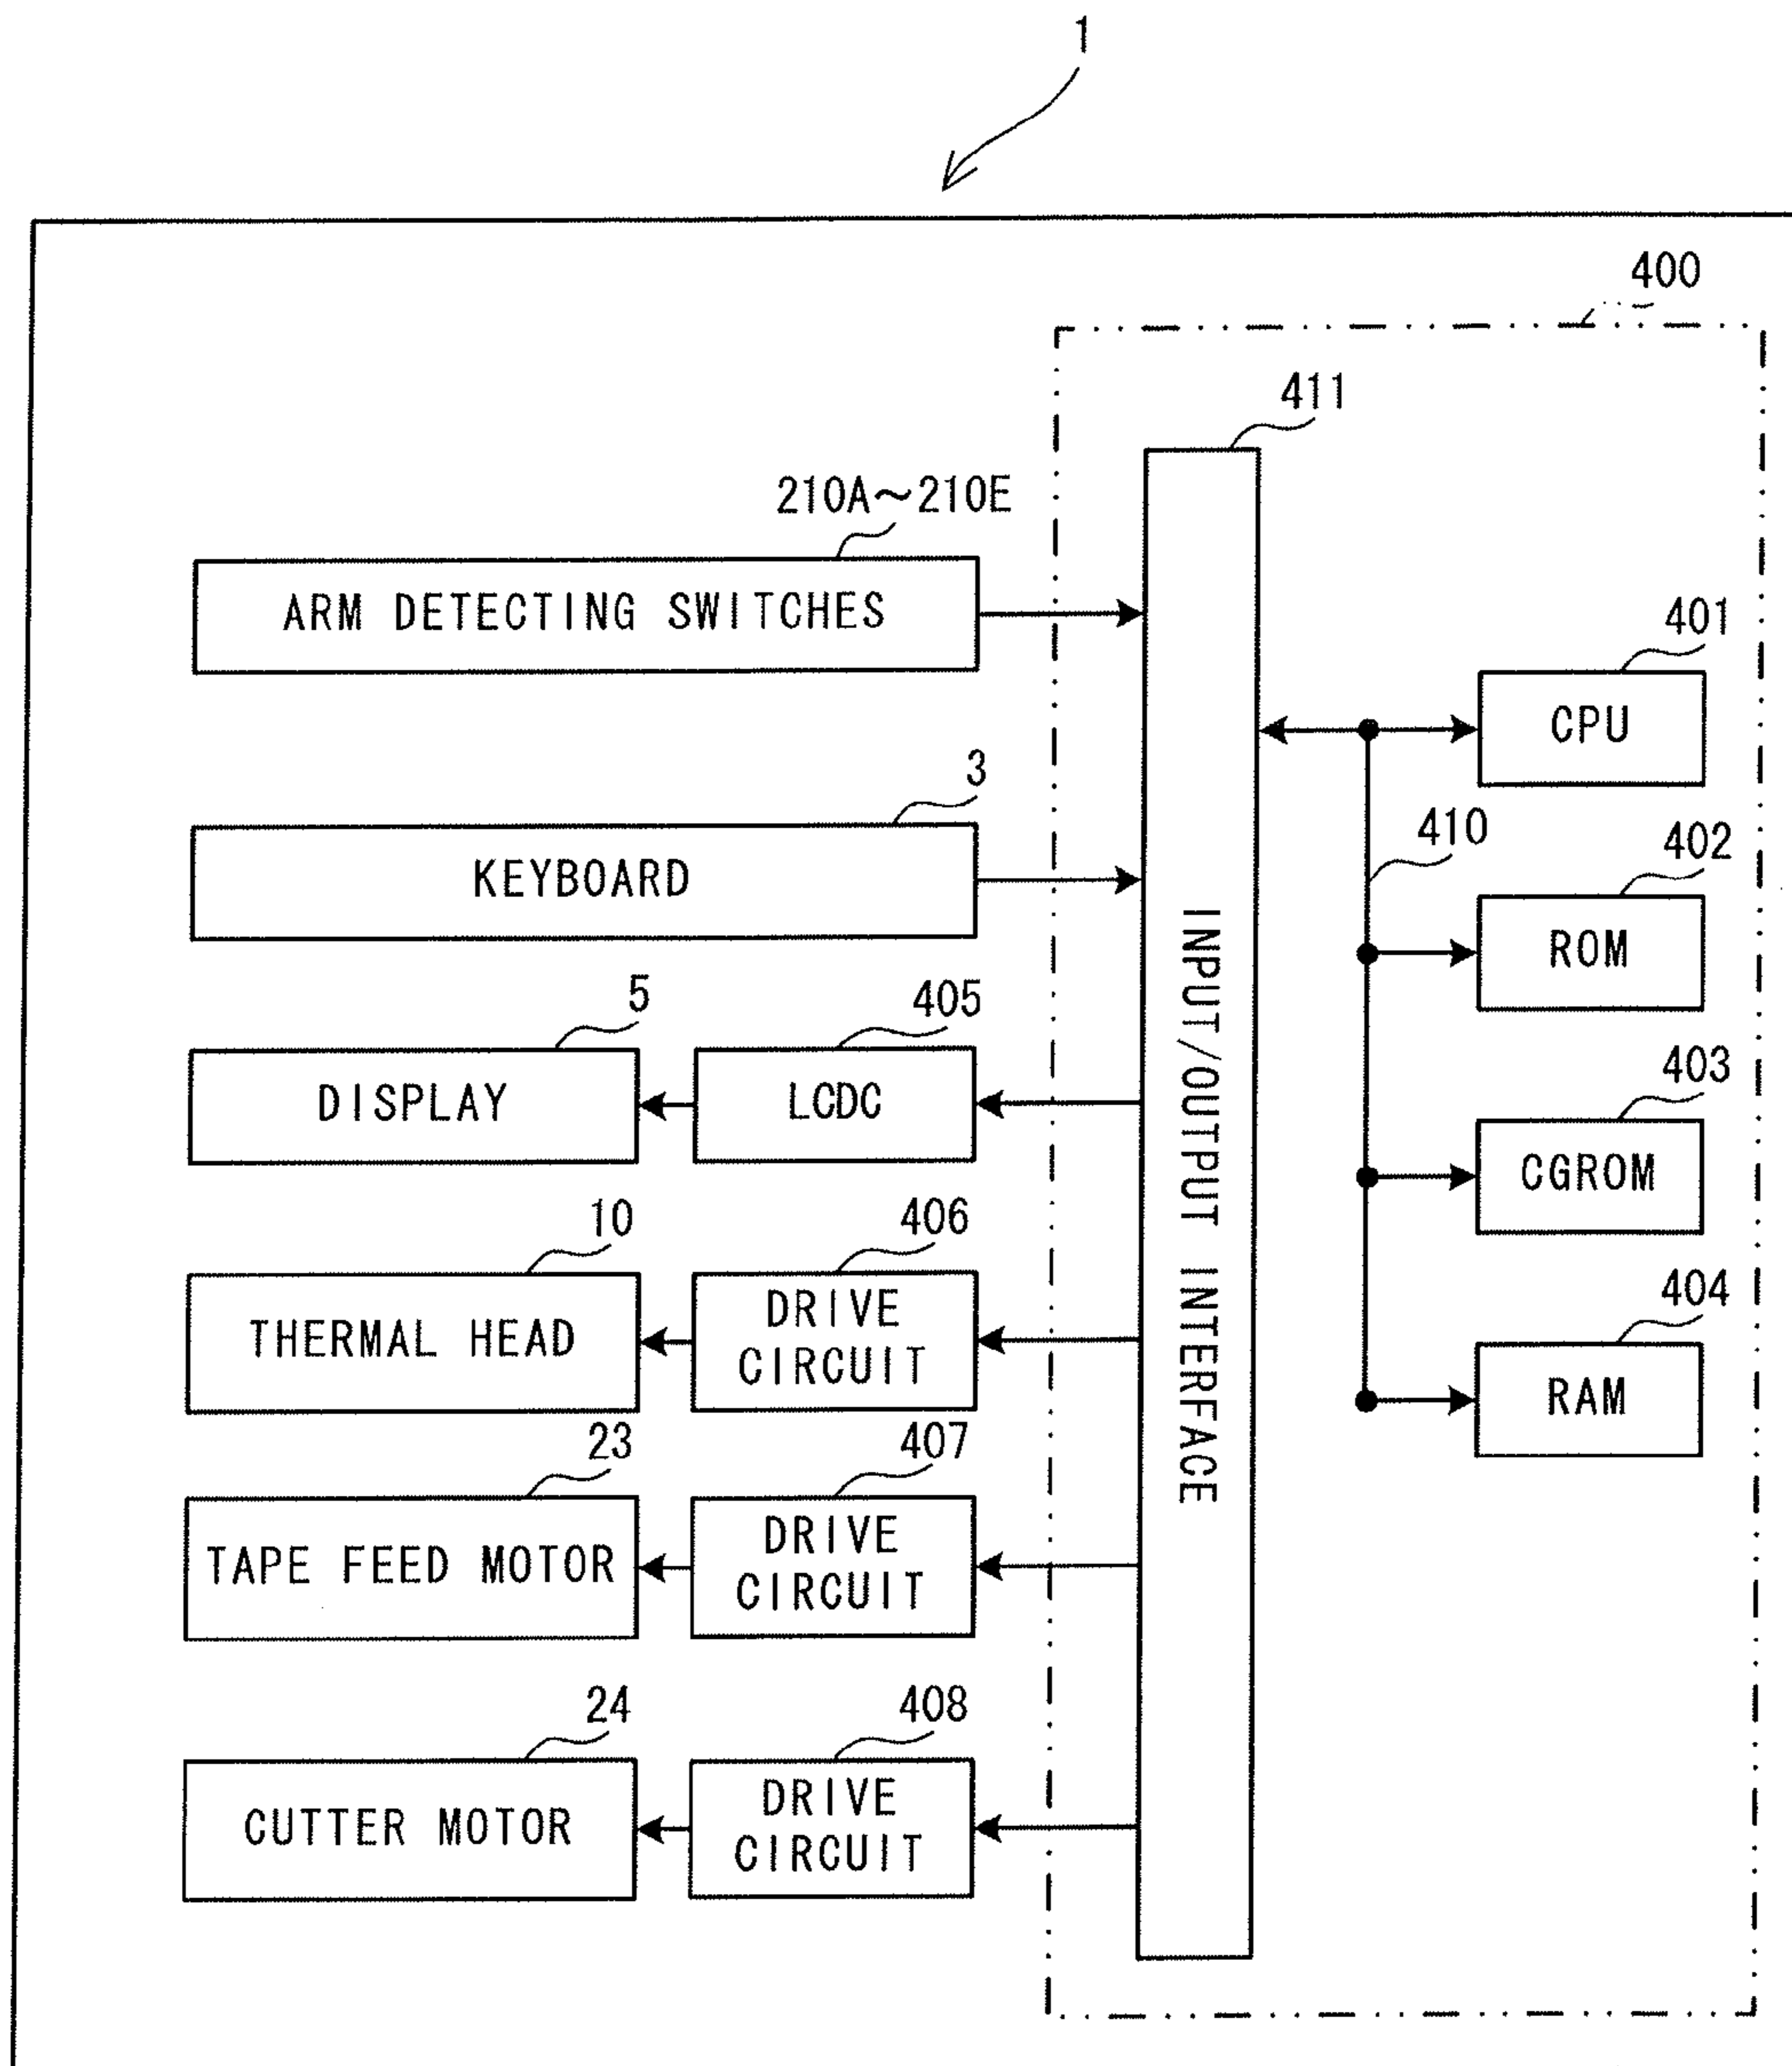 1
400
411
210A～210E
ARM DETECTING SWITCHES
401
CPU
3
KEYBOARD
410
402
ROM
5
DISPLAY
405
LCDC
403
CGROM
INPUT/OUTPUT INTERFACE
10
THERMAL HEAD
406
DRIVE
CIRCUIT
404
RAM
23
TAPE FEED MOTOR
407
DRIVE
CIRCUIT
24
CUTTER MOTOR
408
DRIVE
CIRCUIT